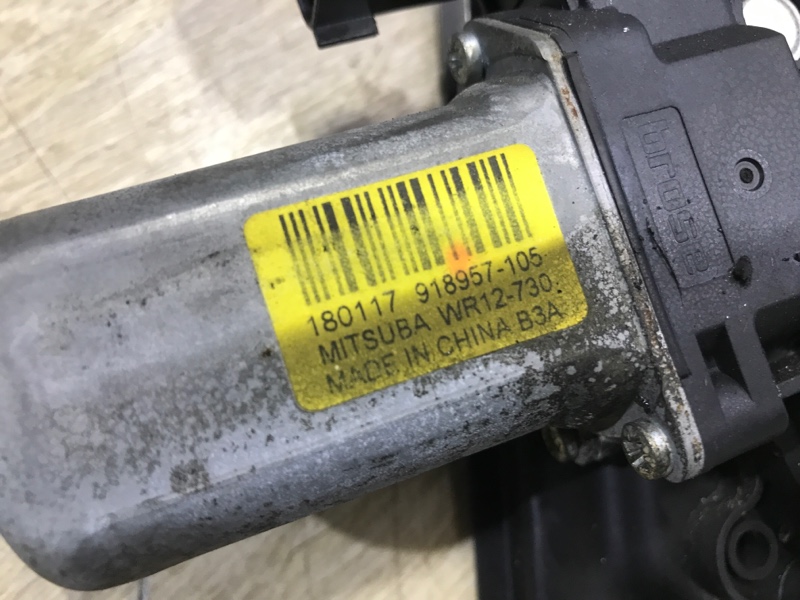 180117 918957-105
MITSUBA WR12-730
MADE IN CHINA B3A
brose